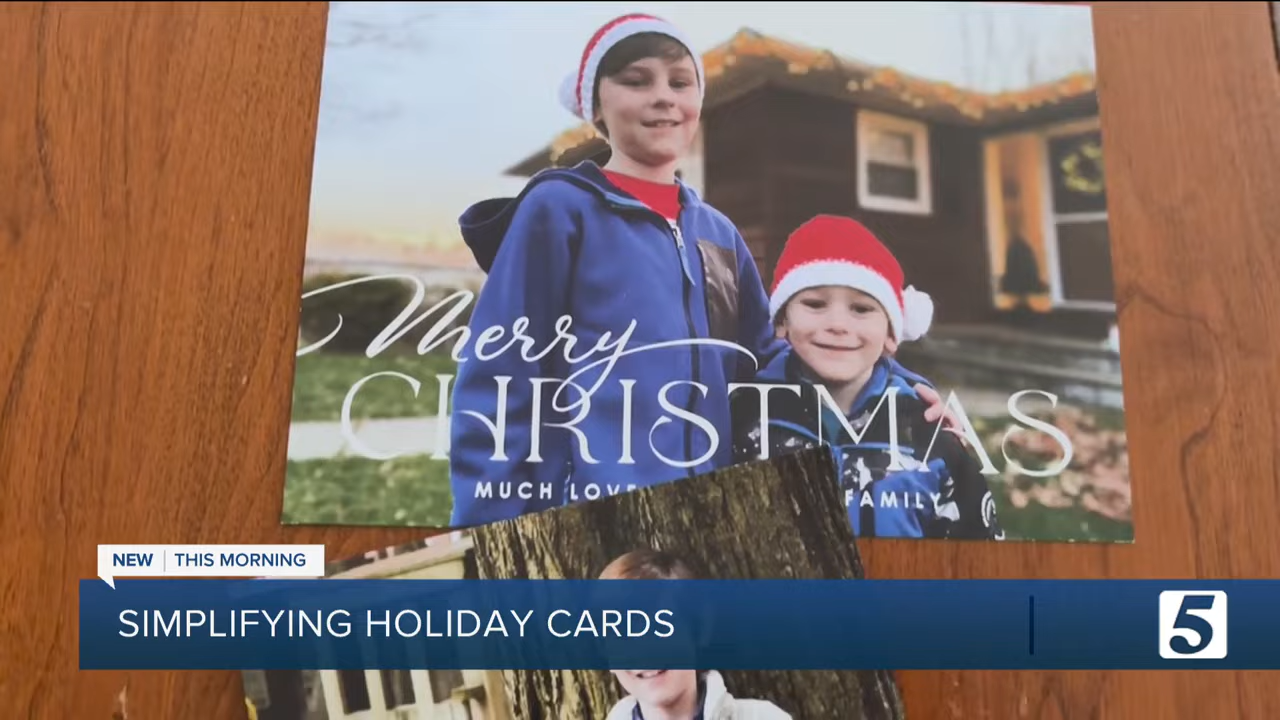 Merry
CHRISTMAS
MUCH LOVE
FAMILY
NEW THIS MORNING
SIMPLIFYING HOLIDAY CARDS
5